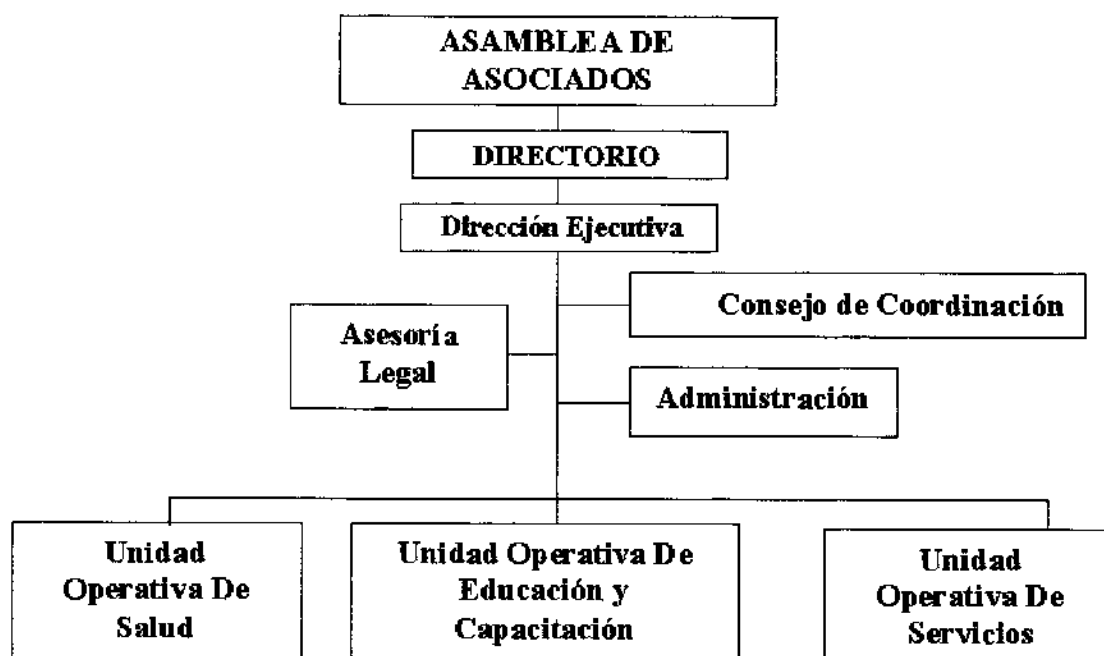 ASAMBLEA DE
ASOCIADOS
DIRECTORIO
Dirección Ejecutiva
Consejo de Coordinación
Asesoría
Legal
Administración
Unidad
Operativa De
Salud
Unidad Operativa De
Educación y
Capacitación
Unidad
Operativa De
Servicios